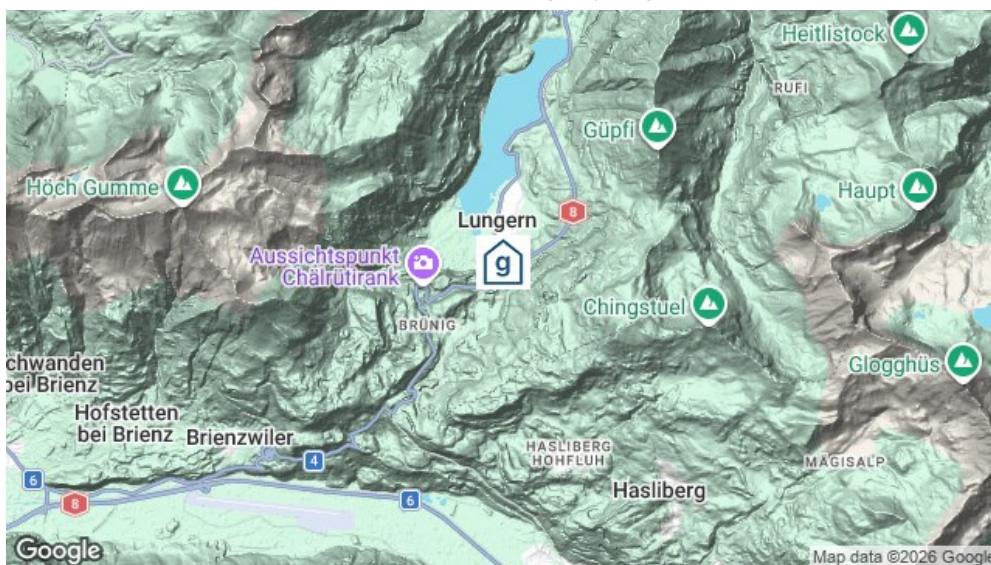 Heitlistock
RUFI
Güpfi
Höch Gumme
Haupt
Lungern
8
Aussichtspunkt
Chälrütirank
g
Chingstuel
BRÜNIG
Glogghüs
chwanden
bei Brienz
Hofstetten
bei Brienz
Brienzwiler
HASLIBERG
HOHFLUH
MÄGISALP
4
6
Hasliberg
6
8
Google
Map data ©2026 Google